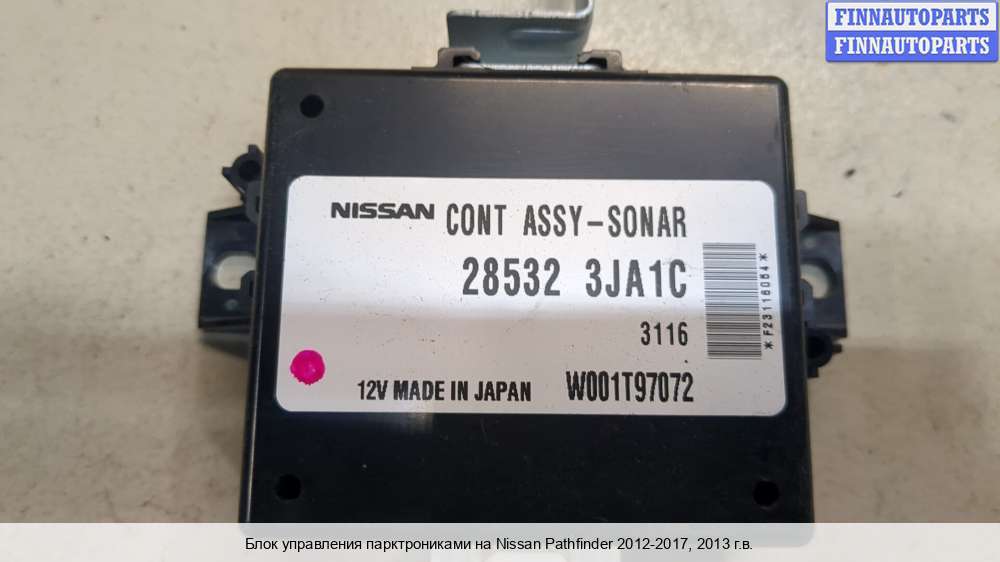 FINNAUTOPARTS
FINNAUTOPARTS
NISSAN CONT ASSY-SONAR
28532 3JA1C
3116
*F23116064*
12V MADE IN JAPAN W001T97072
Блок управления парктрониками на Nissan Pathfinder 2012-2017, 2013 г.в.